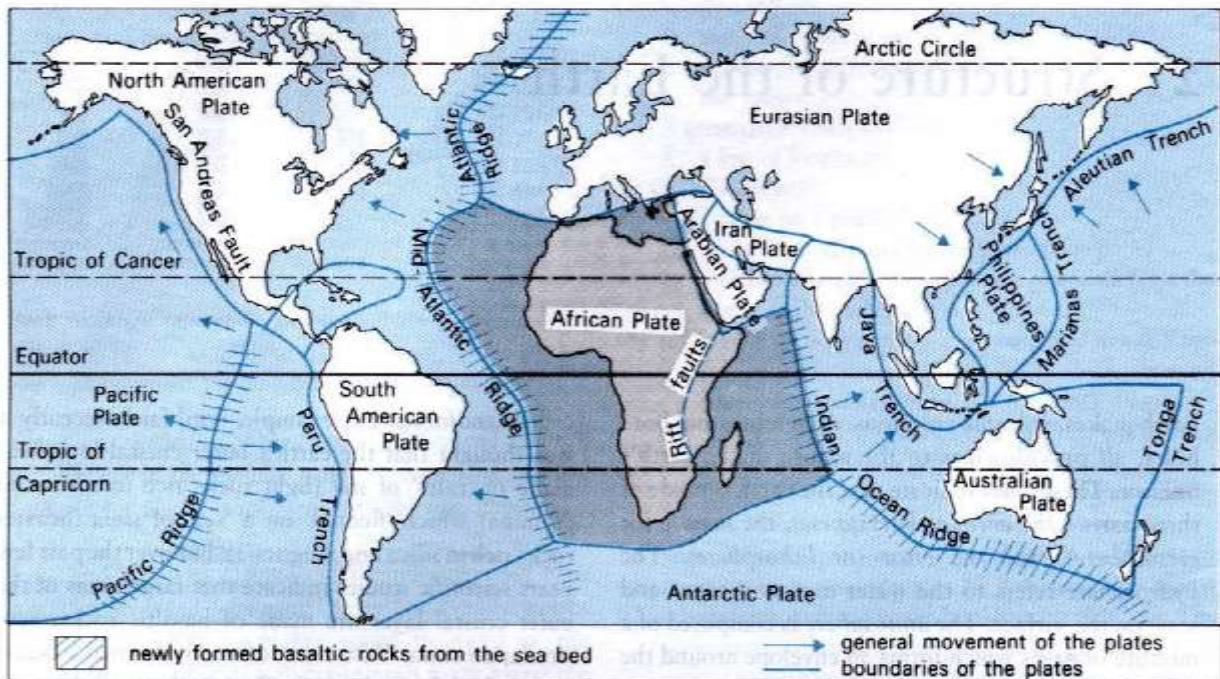 Structure of the
Arctic Circle
North American
Plate
Eurasian Plate
San Andreas Fault
Atlantic
Ridge
Aleutian Trench
Arabian Plate
Iran
Plate
Philippines
Plate
Marianas
Trench
Tropic of Cancer
Mid-
Atlantic
Ridge
African Plate
faults
Rift
Java
Trench
Equator
Pacific
Plate
South
American
Plate
Peru
Trench
Indian
Ocean Ridge
Tonga
Trench
Tropic of
Capricorn
Australian
Plate
Pacific Ridge
Antarctic Plate
newly formed basaltic rocks from the sea bed
general movement of the plates
boundaries of the plates